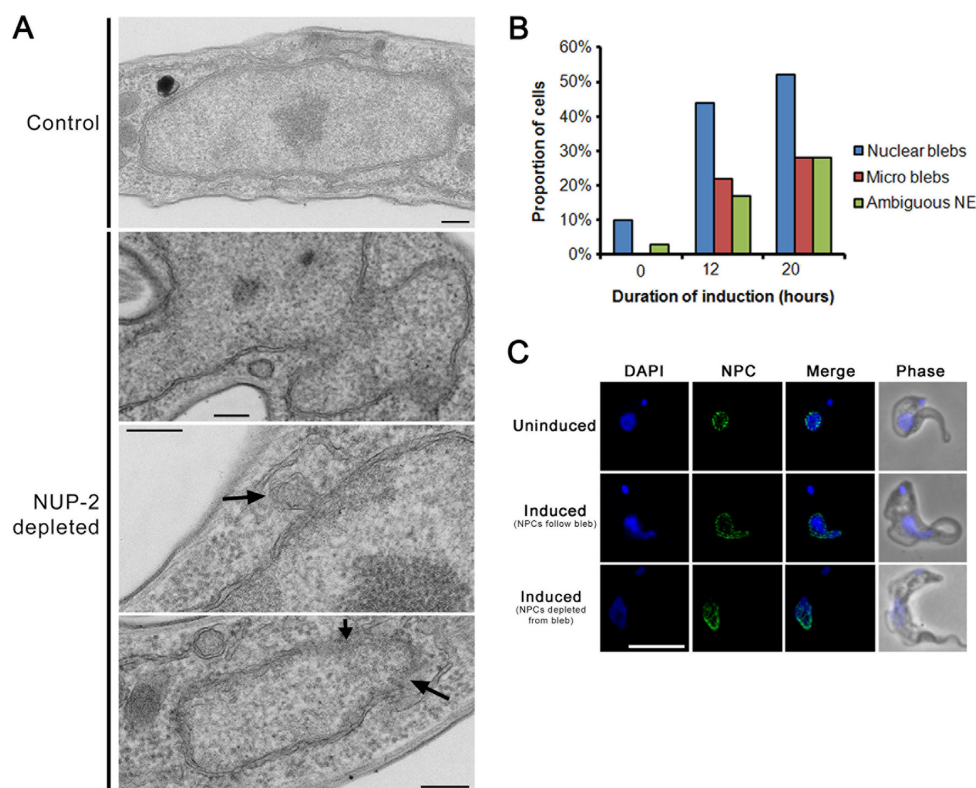 A
Control
NUP-2
depleted
B
Proportion of cells
60%
50%
40%
30%
20%
10%
0%
0
12
20
Duration of induction (hours)
Nuclear blebs
Micro blebs
Ambiguous NE
C
DAPI
NPC
Merge
Phase
Uninduced
Induced
(NPCs follow bleb)
Induced
(NPCs depleted
from bleb)